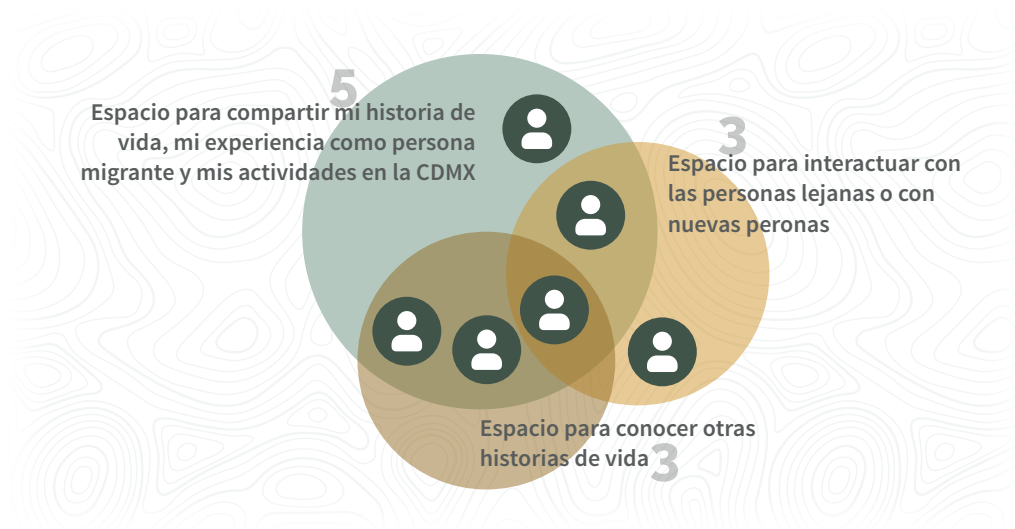 5
Espacio para compartir mi historia de
vida, mi experiencia como persona
migrante y mis actividades en la CDMX
3
Espacio para interactuar con
las personas lejanas o con
nuevas peronas
Espacio para conocer otras
historias de vida
3